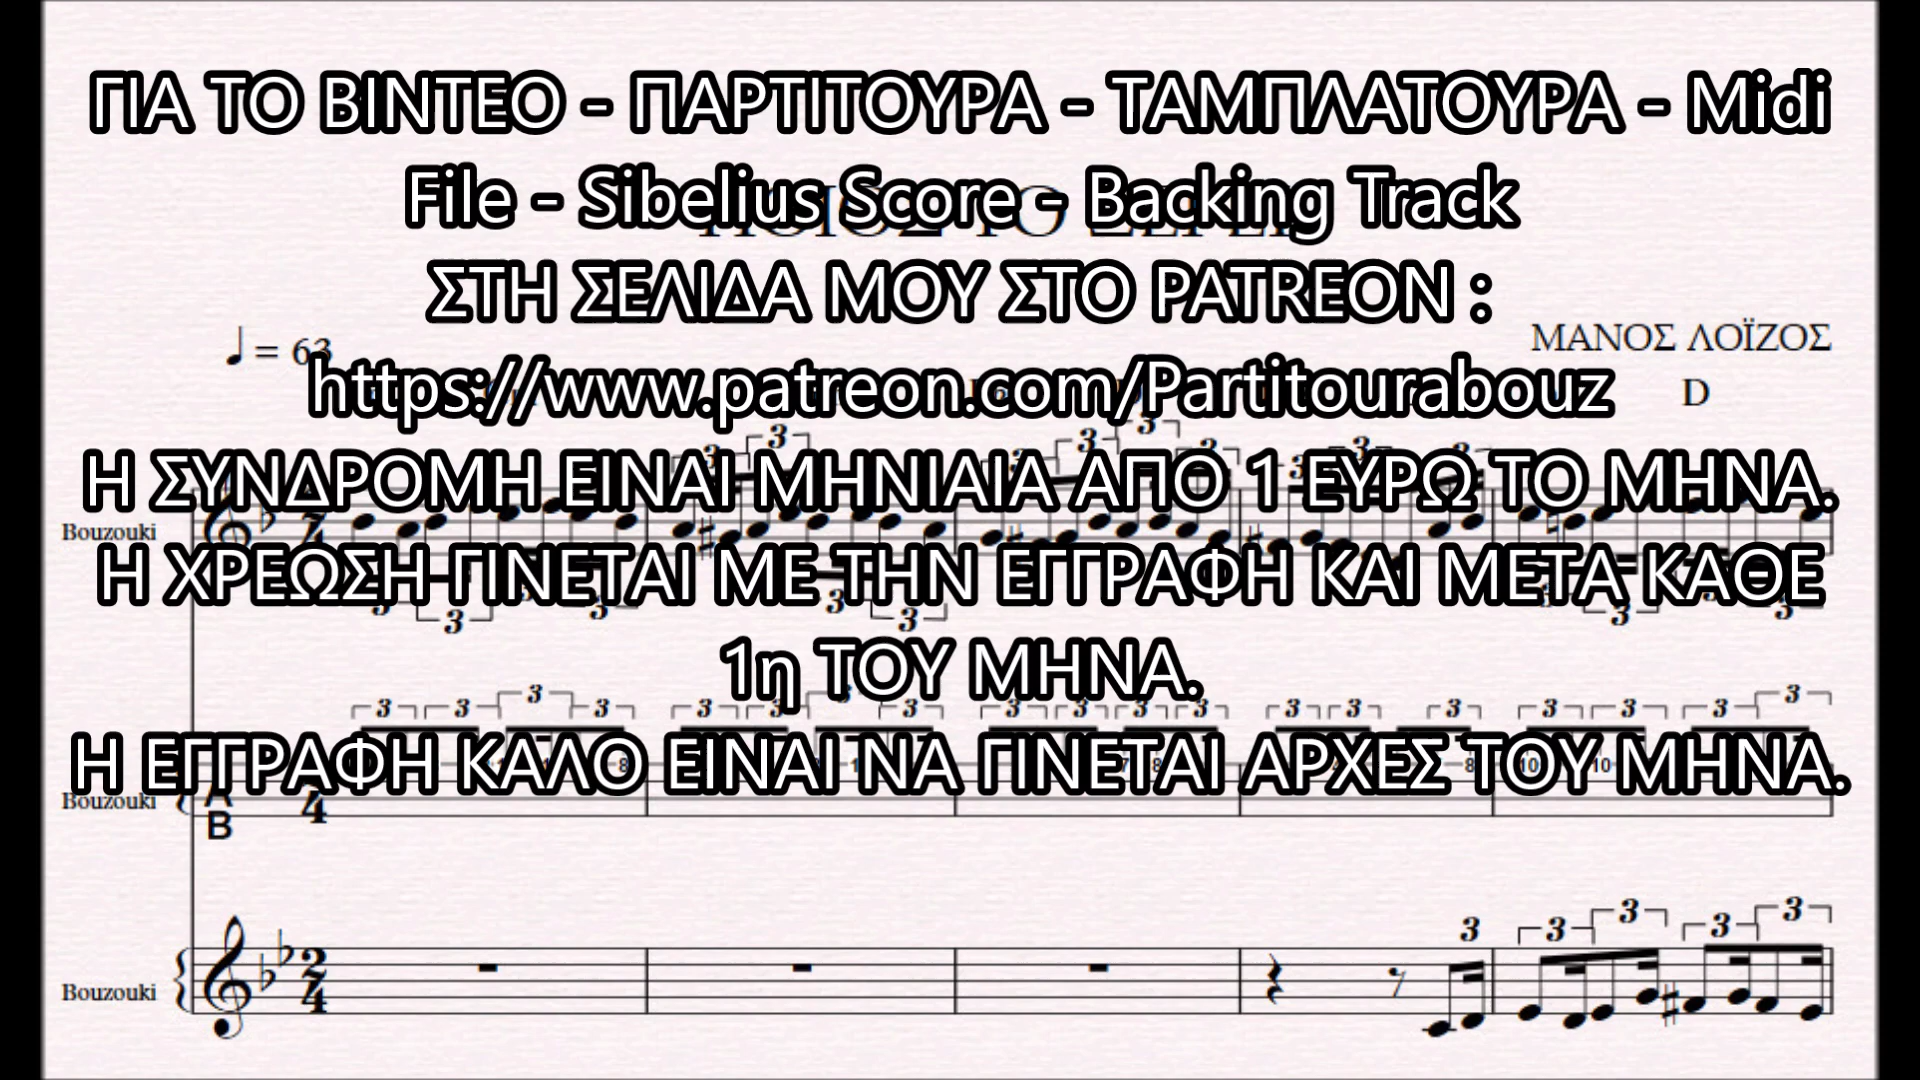 ΓΙΑ ΤΟ ΒΙΝΤΕΟ - ΠΑΡΤΙΤΟΥΡΑ - ΤΑΜΠΛΑΤΟΥΡΑ - Midi
File - Sibelius Score - Backing Track
ΣΤΗ ΣΕΛΙΔΑ ΜΟΥ ΣΤΟ PATREON :
♩ = 63
ΜΑΝΟΣ ΛΟΪΖΟΣ
https://www.patreon.com/Partitourabouz
D
Η ΣΥΝΔΡΟΜΗ ΕΙΝΑΙ ΜΗΝΙΑΙΑ ΑΠΟ 1 ΕΥΡΩ ΤΟ ΜΗΝΑ.
Bouzouki
Η ΧΡΕΩΣΗ ΓΙΝΕΤΑΙ ΜΕ ΤΗΝ ΕΓΓΡΑΦΗ ΚΑΙ ΜΕΤΑ ΚΑΘΕ
1η ΤΟΥ ΜΗΝΑ.
Η ΕΓΓΡΑΦΗ ΚΑΛΟ ΕΙΝΑΙ ΝΑ ΓΙΝΕΤΑΙ ΑΡΧΕΣ ΤΟΥ ΜΗΝΑ.
Bouzouki
Bouzouki